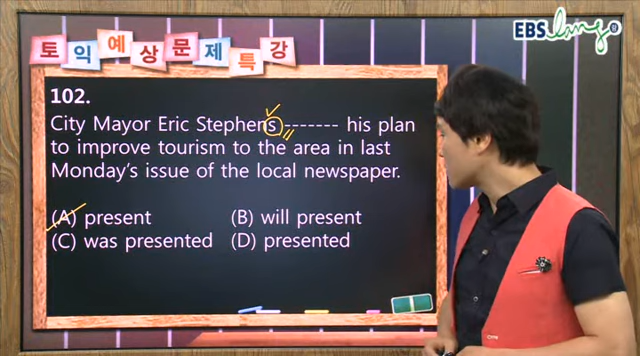 토익예상문제특강
EBSlang
102.
City Mayor Eric Stephens ------- his plan
to improve tourism to the area in last
Monday's issue of the local newspaper.
(A) present (B) will present
(C) was presented (D) presented